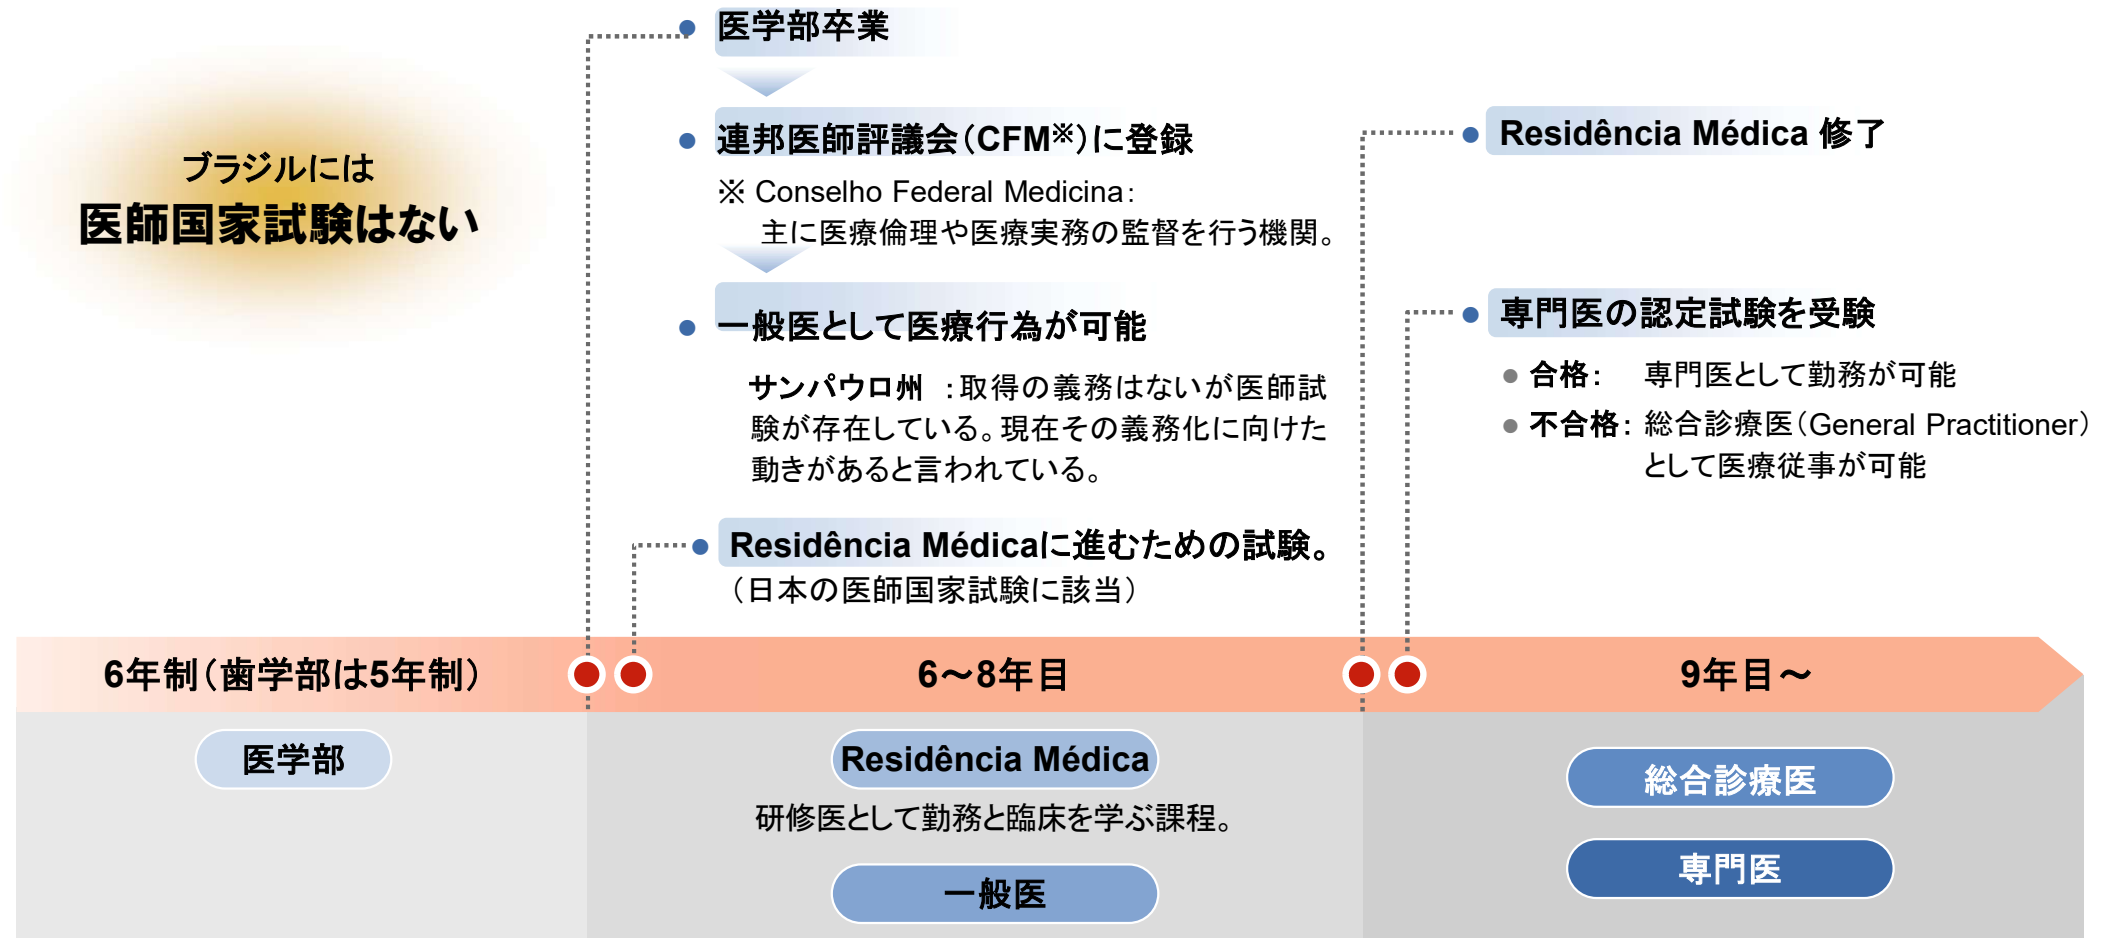 ブラジルには
医師国家試験はない
医学部卒業
連邦医師評議会（CFM※）に登録
※ Conselho Federal Medicina：
主に医療倫理や医療実務の監督を行う機関。
一般医として医療行為が可能
サンパウロ州 ：取得の義務はないが医師試
験が存在している。現在その義務化に向けた
動きがあると言われている。
Residência Médicaに進むための試験。
（日本の医師国家試験に該当）
Residência Médica 修了
専門医の認定試験を受験
合格： 専門医として勤務が可能
不合格： 総合診療医（General Practitioner）
として医療従事が可能
6年制（歯学部は5年制）
6～8年目
9年目～
医学部
Residência Médica
研修医として勤務と臨床を学ぶ課程。
一般医
総合診療医
専門医